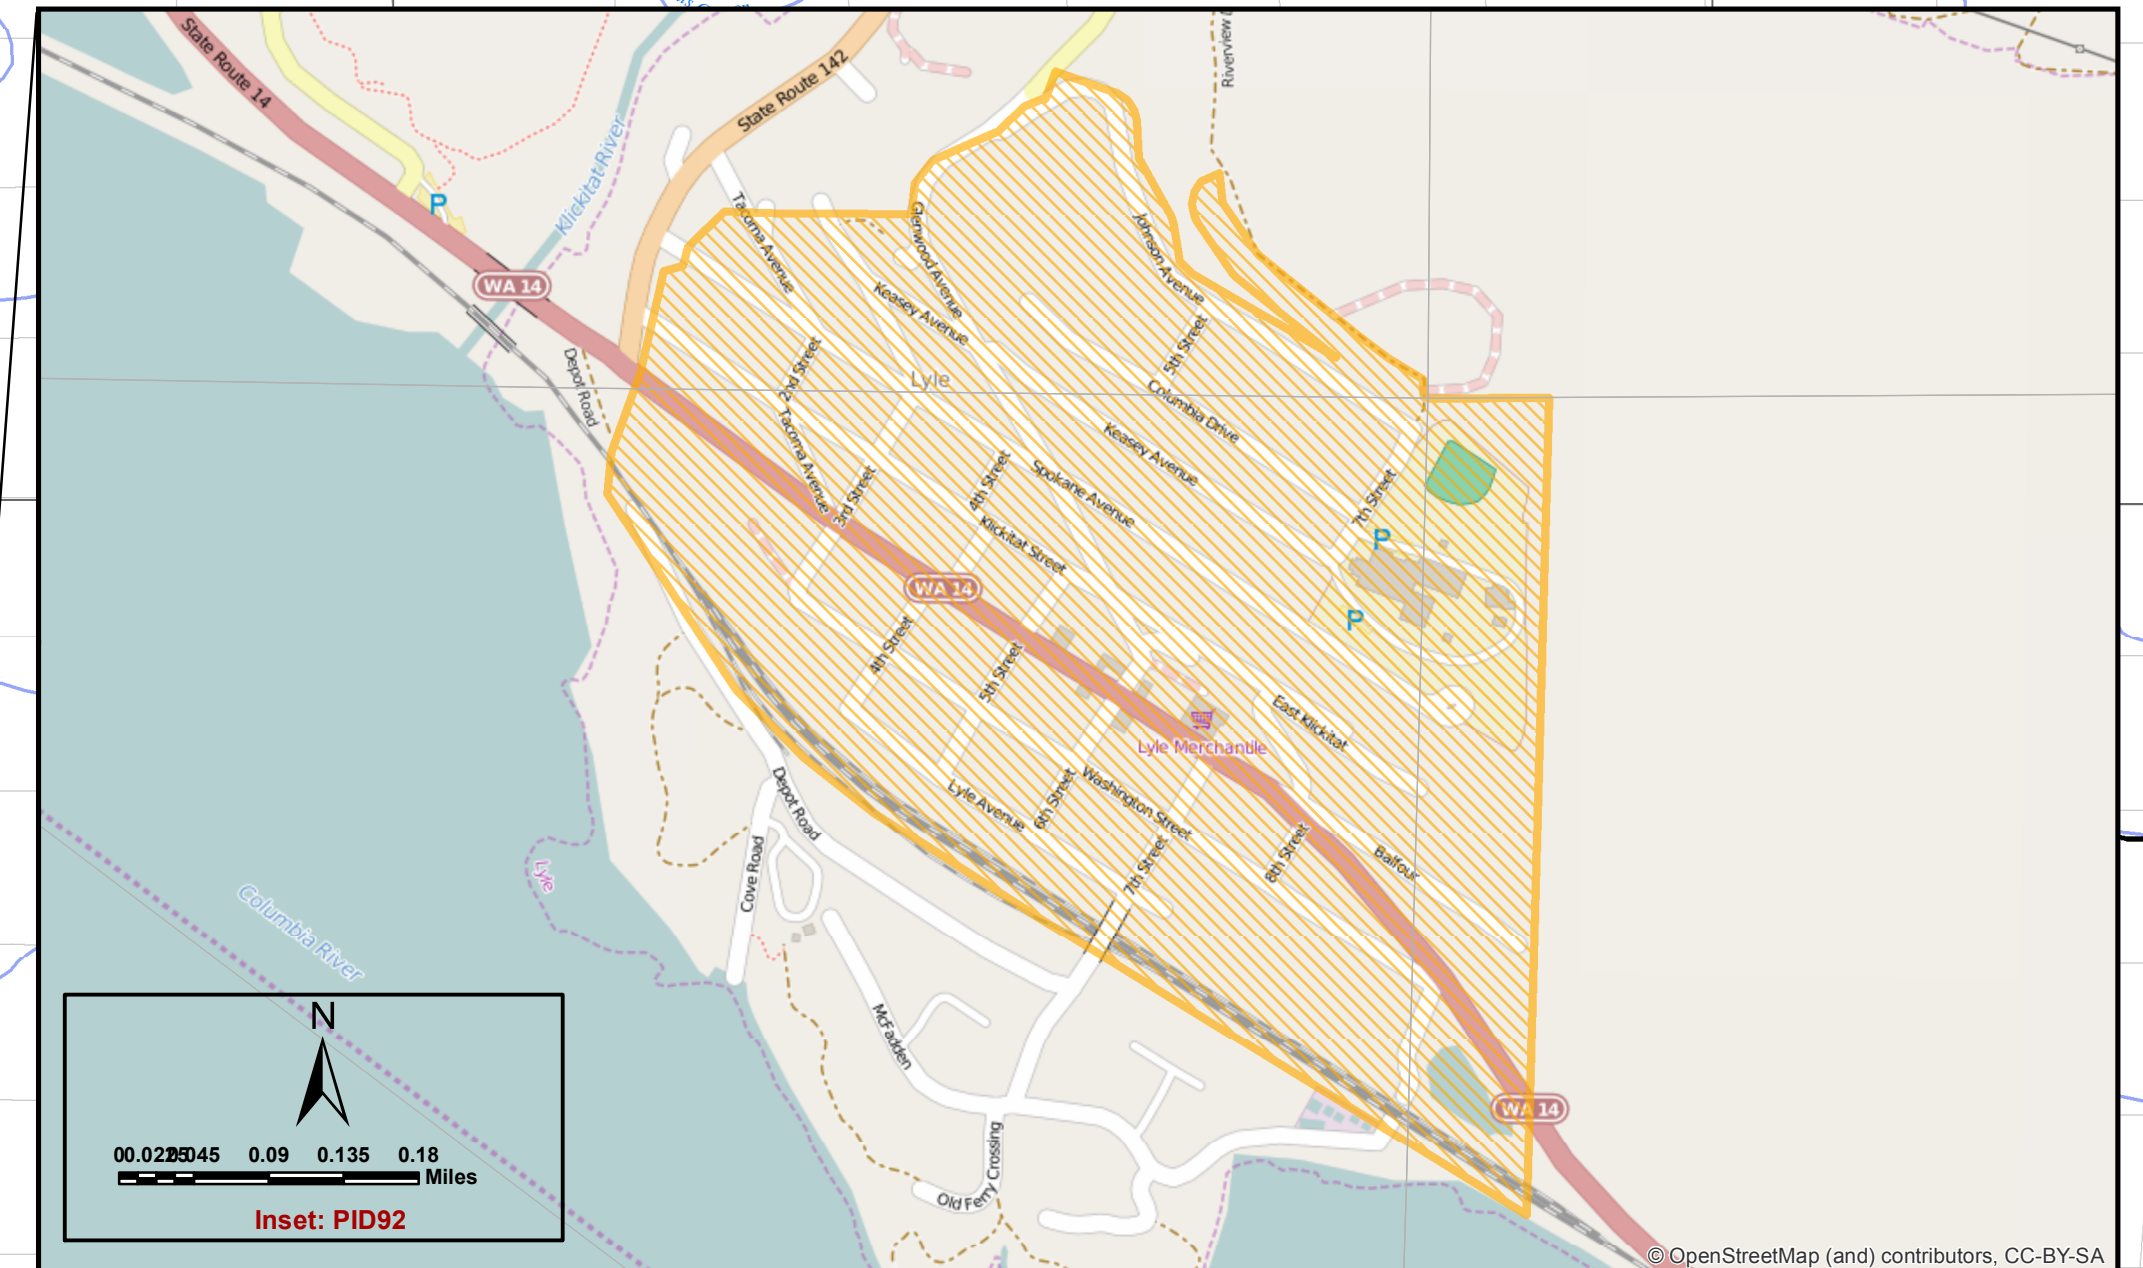 State Route 14
State Route 142
Riverview
Klickitat River
P
WA 14
Depot Road
Tacoma Avenue
Glenwood Avenue
Johnson Avenue
Keasey Avenue
5th Street
2nd Street
Lyle
Columbia Drive
Tacoma Avenue
Keasey Avenue
3rd Street
4th Street
Spokane Avenue
7th Street
Klickitat Street
P
WA 14
P
4th Street
5th Street
East Klickitat
Lyle Merchantile
Depot Road
Lyle Avenue
6th Street
Washington Street
7th Street
8th Street
Balfour
Cove Road
Lyle
Columbia River
McFadden
WA 14
Old Ferry Crossing
N
0.09 0.135 0.18
Miles
Inset: PID92
© OpenStreetMap (and) contributors, CC-BY-SA